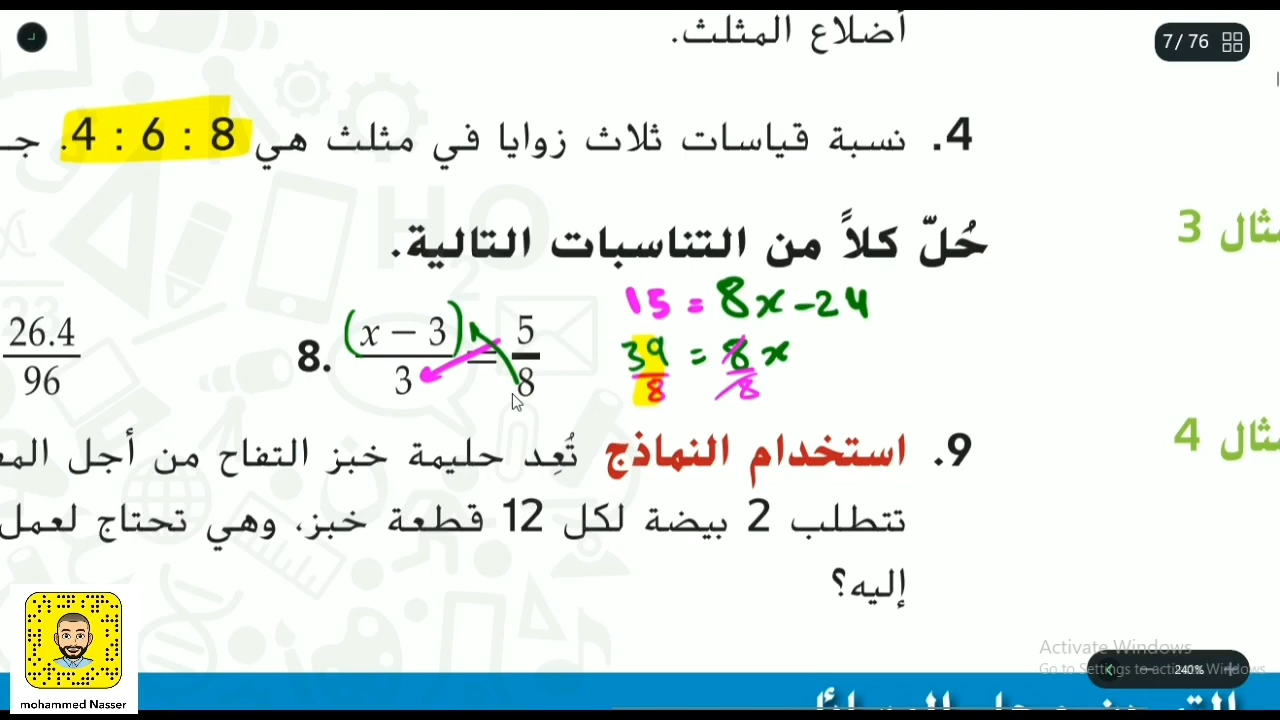 أضلاع المثلث.
7 / 76
4. نسبة قياسات ثلاث زوايا في مثلث هي 4 : 6 : 8.
مثال 3
حُلّ كلاً من التناسبات التالية.
26.4/96
8. (x − 3)/3 = 5/8
15 = 8x − 24
39/8 = 8x/8
مثال 4
9. استخدام النماذج تُعِد حليمة خبز التفاح من أجل
تتطلب 2 بيضة لكل 12 قطعة خبز، وهي تحتاج لعمل
إليه؟
Activate Windows
Go to Settings to activate Windows
240%
mohammed Nasser